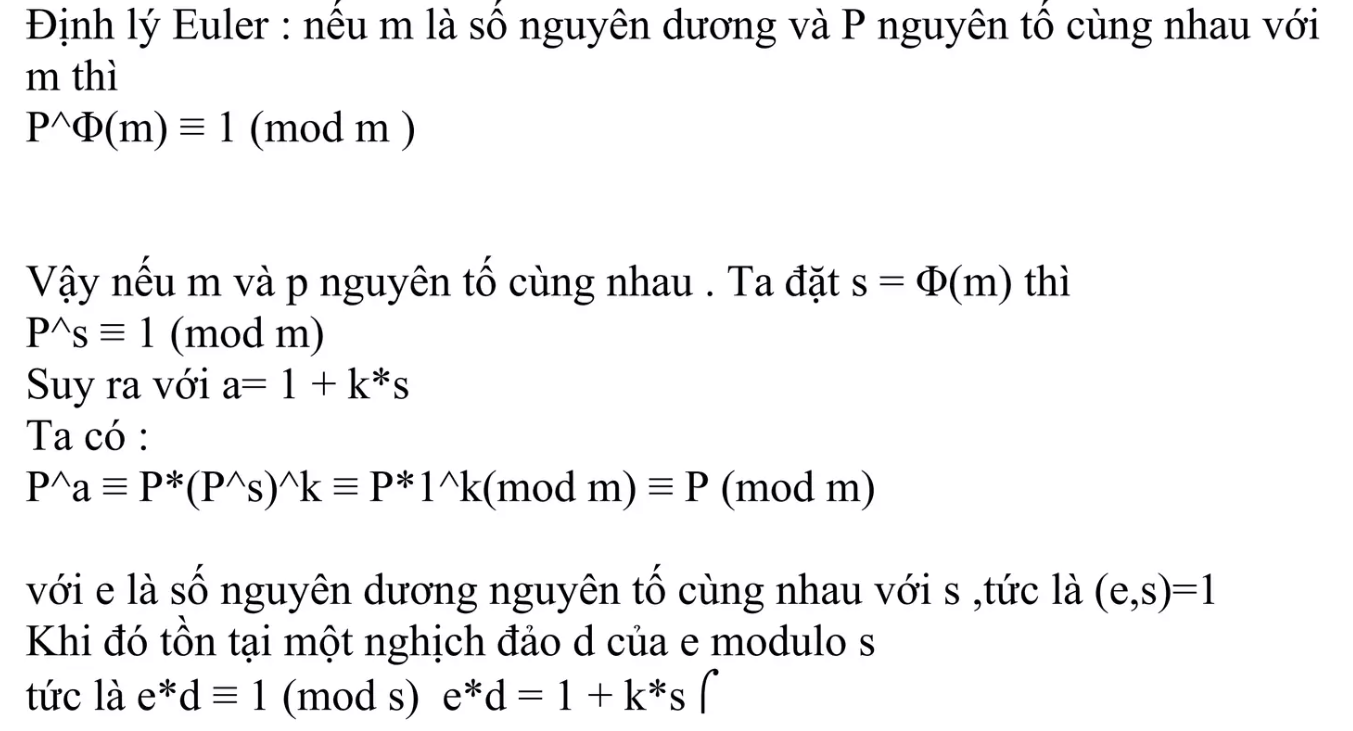 Định lý Euler : nếu m là số nguyên dương và P nguyên tố cùng nhau với
m thì
P^Φ(m) ≡ 1 (mod m )
Vậy nếu m và p nguyên tố cùng nhau . Ta đặt s = Φ(m) thì
P^s ≡ 1 (mod m)
Suy ra với a= 1 + k*s
Ta có :
P^a ≡ P*(P^s)^k ≡ P*1^k(mod m) ≡ P (mod m)
với e là số nguyên dương nguyên tố cùng nhau với s ,tức là (e,s)=1
Khi đó tồn tại một nghịch đảo d của e modulo s
tức là e*d ≡ 1 (mod s) e*d = 1 + k*s ⌠